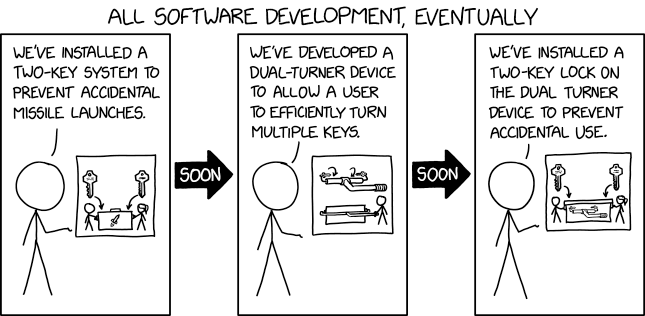 ALL SOFTWARE DEVELOPMENT, EVENTUALLY
WE'VE INSTALLED A
TWO-KEY SYSTEM TO
PREVENT ACCIDENTAL
MISSILE LAUNCHES.
SOON
WE'VE DEVELOPED A
DUAL-TURNER DEVICE
TO ALLOW A USER
TO EFFICIENTLY TURN
MULTIPLE KEYS.
SOON
WE'VE INSTALLED A
TWO-KEY LOCK ON
THE DUAL TURNER
DEVICE TO PREVENT
ACCIDENTAL USE.